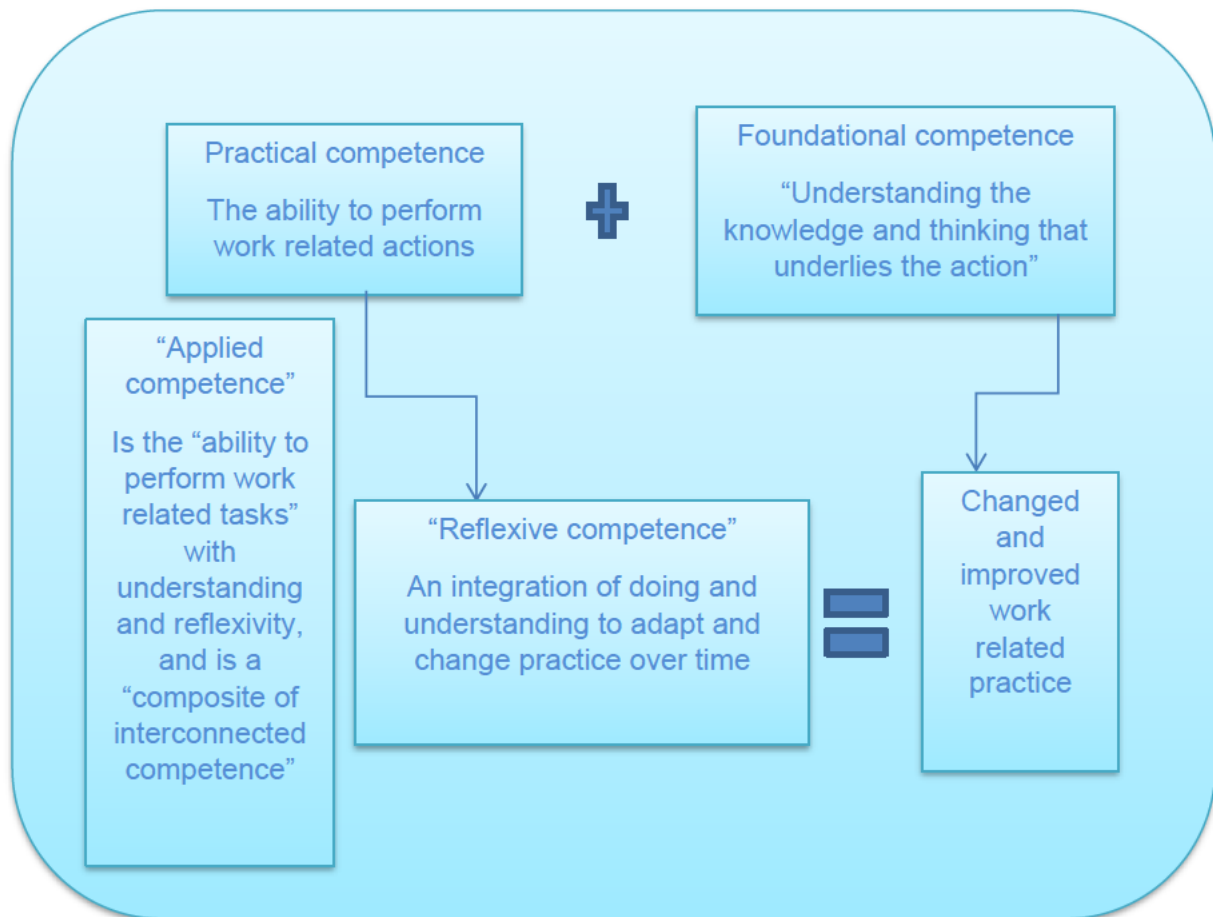 Practical competence
The ability to perform
work related actions
Foundational competence
“Understanding the
knowledge and thinking that
underlies the action”
“Applied
competence”
Is the “ability to
perform work
related tasks”
with
understanding
and reflexivity,
and is a
“composite of
interconnected
competence”
“Reflexive competence”
An integration of doing and
understanding to adapt and
change practice over time
Changed
and
improved
work
related
practice